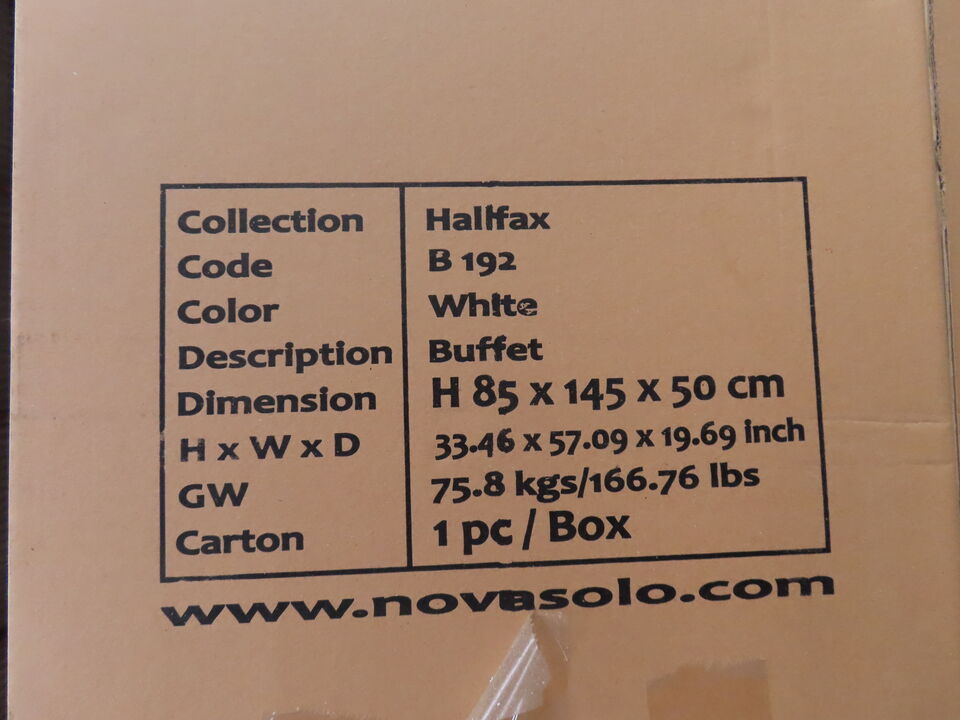 Collection Halifax
Code B 192
Color White
Description Buffet
Dimension H 85 x 145 x 50 cm
H x W x D 33.46 x 57.09 x 19.69 inch
GW 75.8 kgs/166.76 lbs
Carton 1 pc / Box
www.novasolo.com